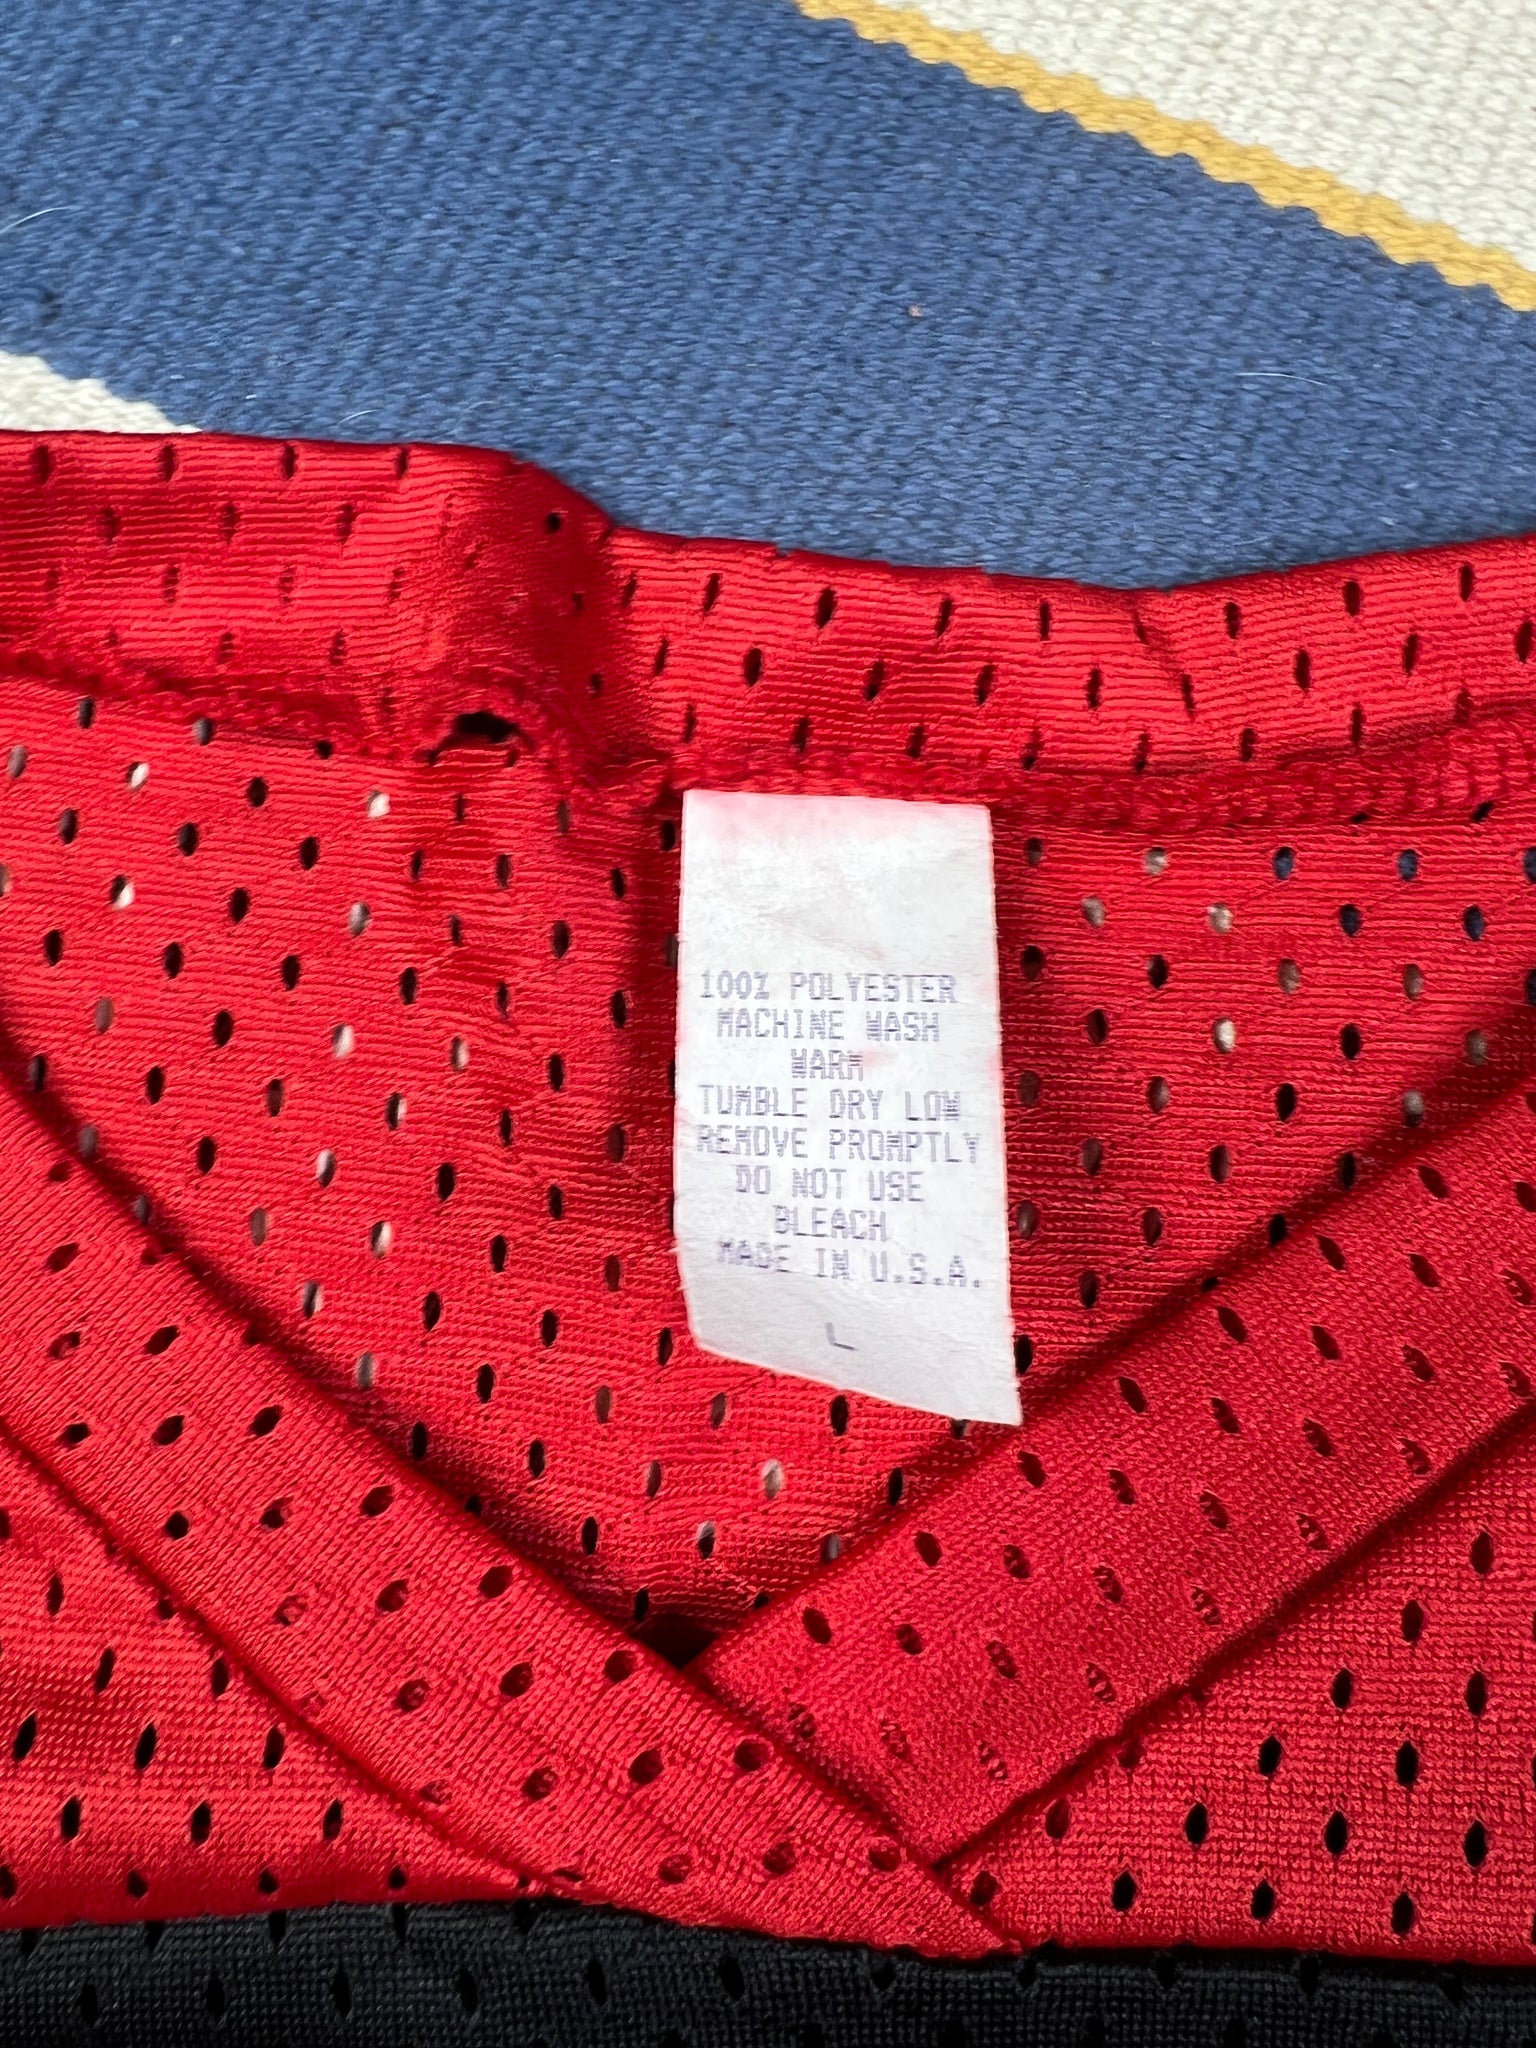 100% POLYESTER
MACHINE WASH
WARM
TUMBLE DRY LOW
REMOVE PROMPTLY
DO NOT USE
BLEACH
MADE IN U.S.A.
L